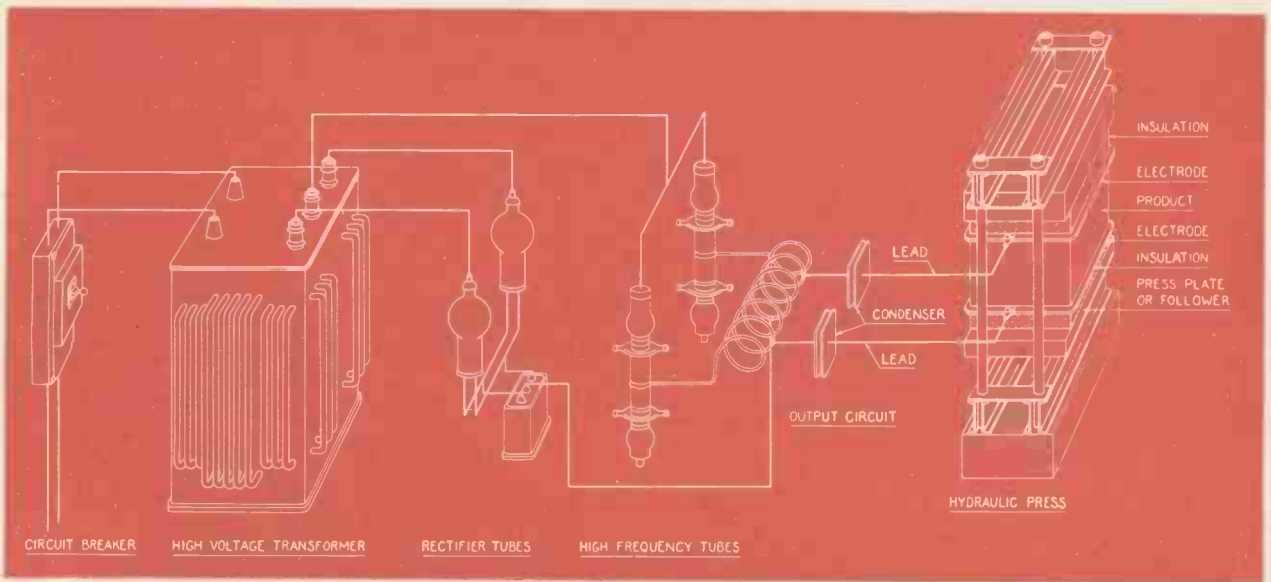 INSULATION
ELECTRODE
PRODUCT
ELECTRODE
INSULATION
PRESS PLATE
OR FOLLOWER
LEAD
CONDENSER
LEAD
OUTPUT CIRCUIT
HYDRAULIC PRESS
CIRCUIT BREAKER
HIGH VOLTAGE TRANSFORMER
RECTIFIER TUBES
HIGH FREQUENCY TUBES